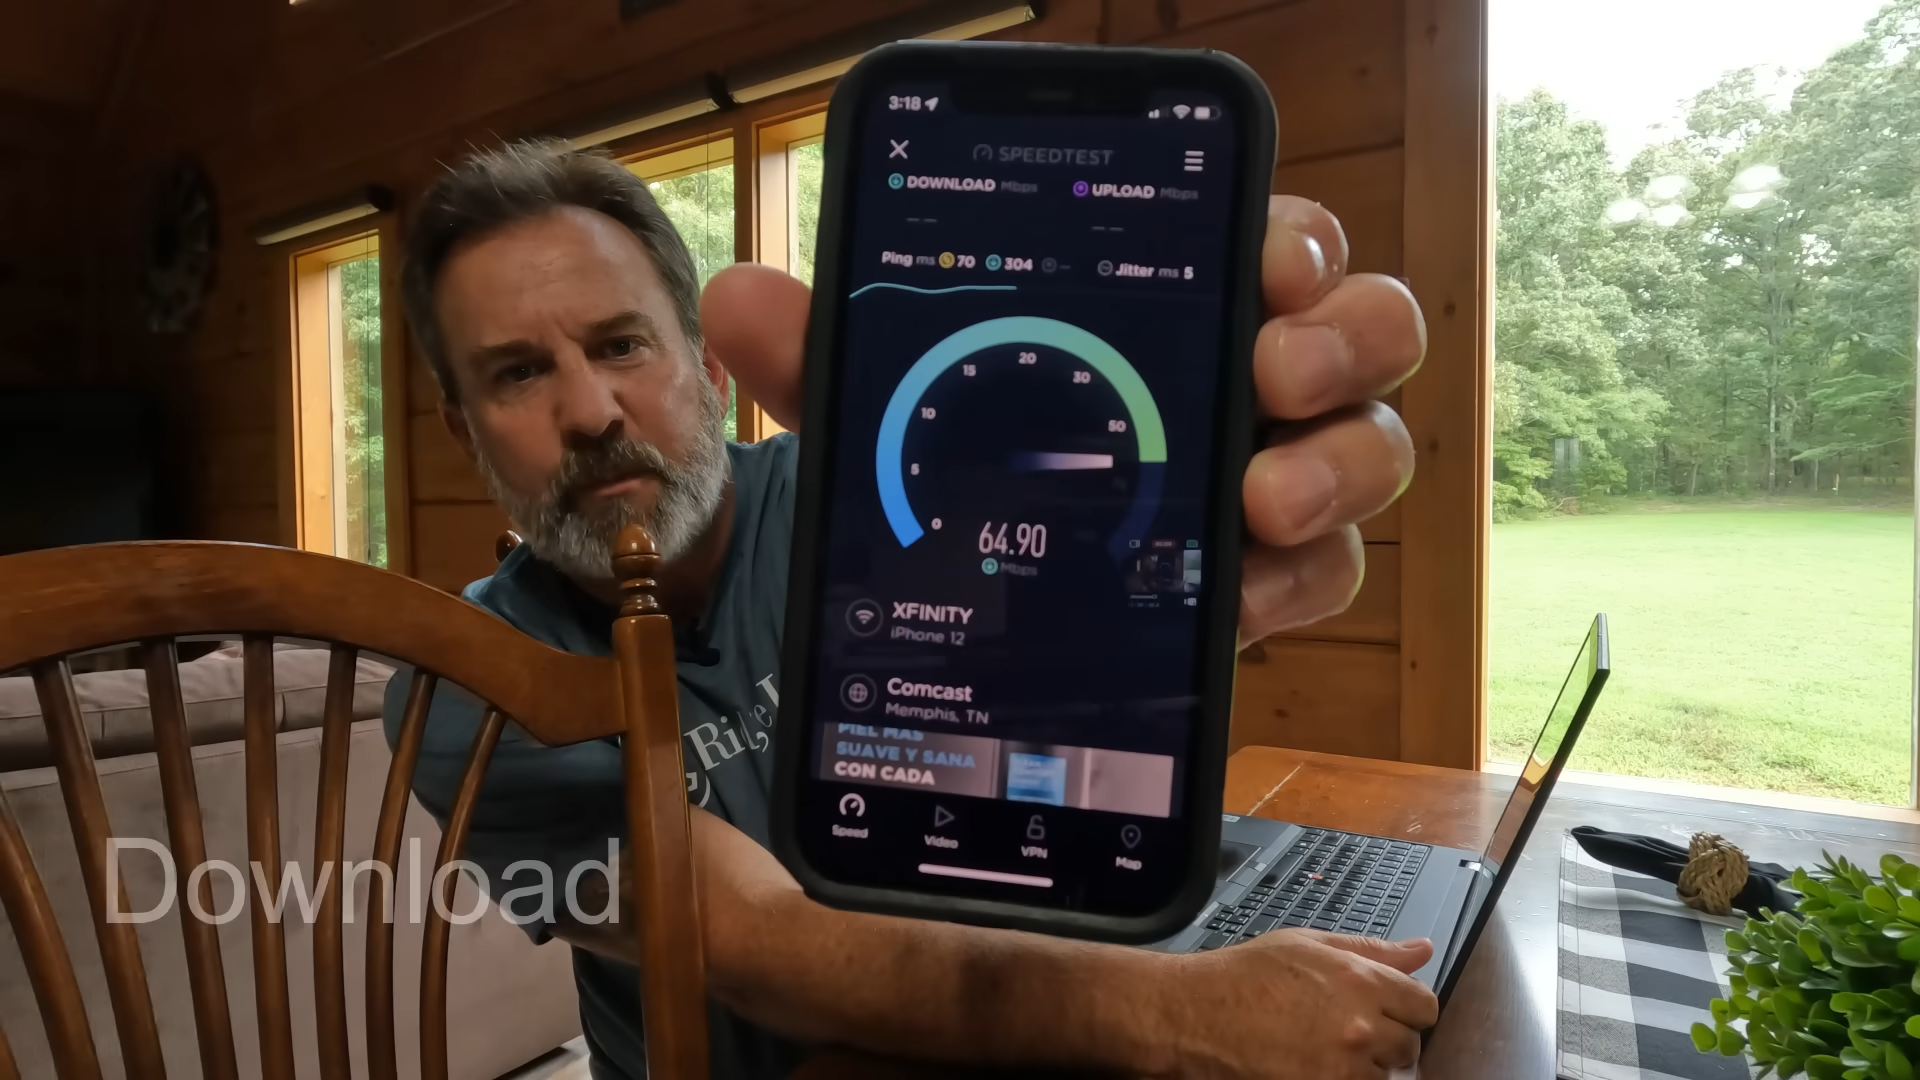 3:18
SPEEDTEST
DOWNLOAD Mbps UPLOAD Mbps
Ping ms 70 304 Jitter ms 5
0
5
10
15
20
30
50
64.90
Mbps
XFINITY
iPhone 12
Comcast
Memphis, TN
PIEL MAS
SUAVE Y SANA
CON CADA
Speed Video VPN Map
Download